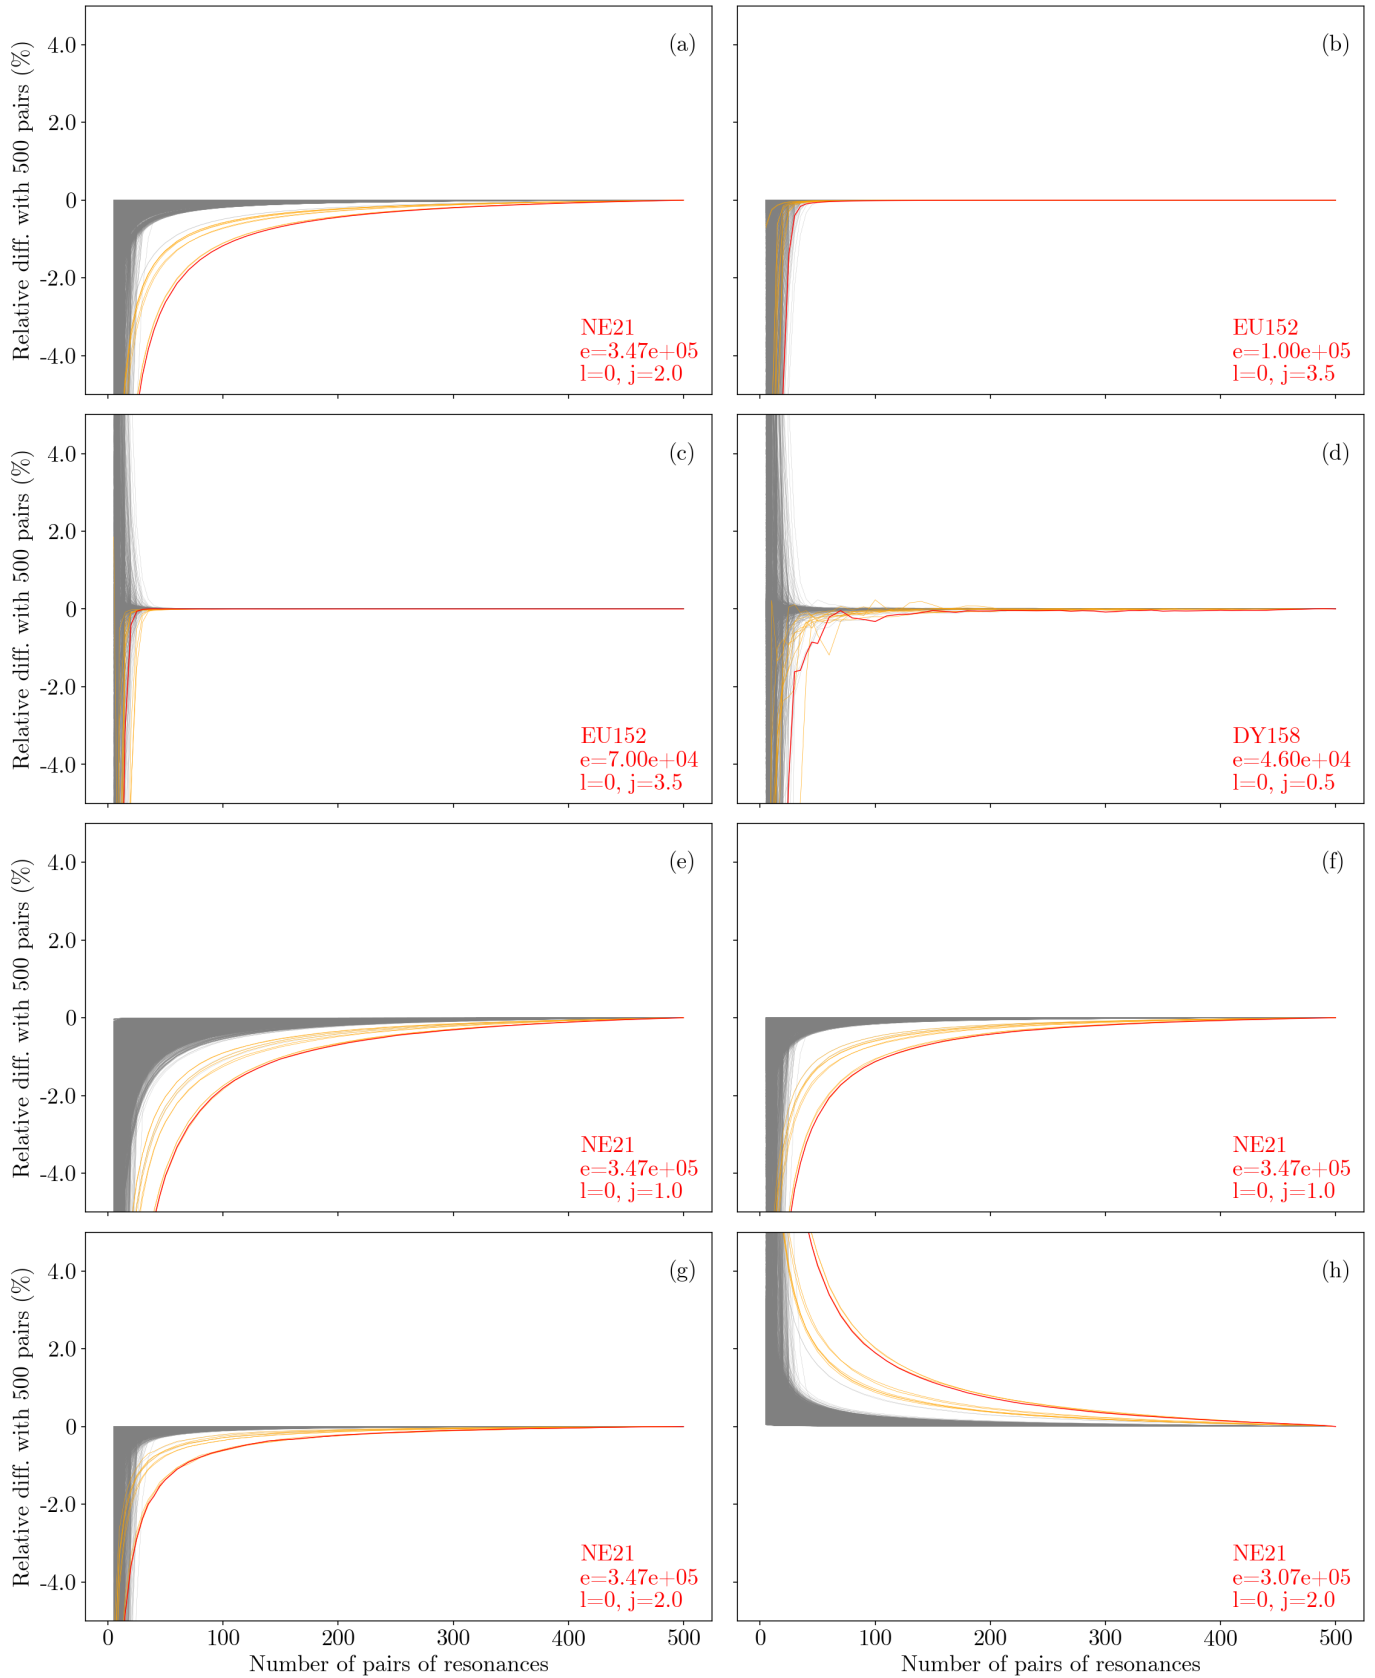 Relative diff. with 500 pairs (%)
4.0
2.0
0
-2.0
-4.0
(a)
NE21
e=3.47e+05
l=0, j=2.0
(b)
EU152
e=1.00e+05
l=0, j=3.5
Relative diff. with 500 pairs (%)
4.0
2.0
0
-2.0
-4.0
(c)
EU152
e=7.00e+04
l=0, j=3.5
(d)
DY158
e=4.60e+04
l=0, j=0.5
Relative diff. with 500 pairs (%)
4.0
2.0
0
-2.0
-4.0
(e)
NE21
e=3.47e+05
l=0, j=1.0
(f)
NE21
e=3.47e+05
l=0, j=1.0
Relative diff. with 500 pairs (%)
4.0
2.0
0
-2.0
-4.0
(g)
NE21
e=3.47e+05
l=0, j=2.0
0 100 200 300 400 500
Number of pairs of resonances
(h)
NE21
e=3.07e+05
l=0, j=2.0
0 100 200 300 400 500
Number of pairs of resonances